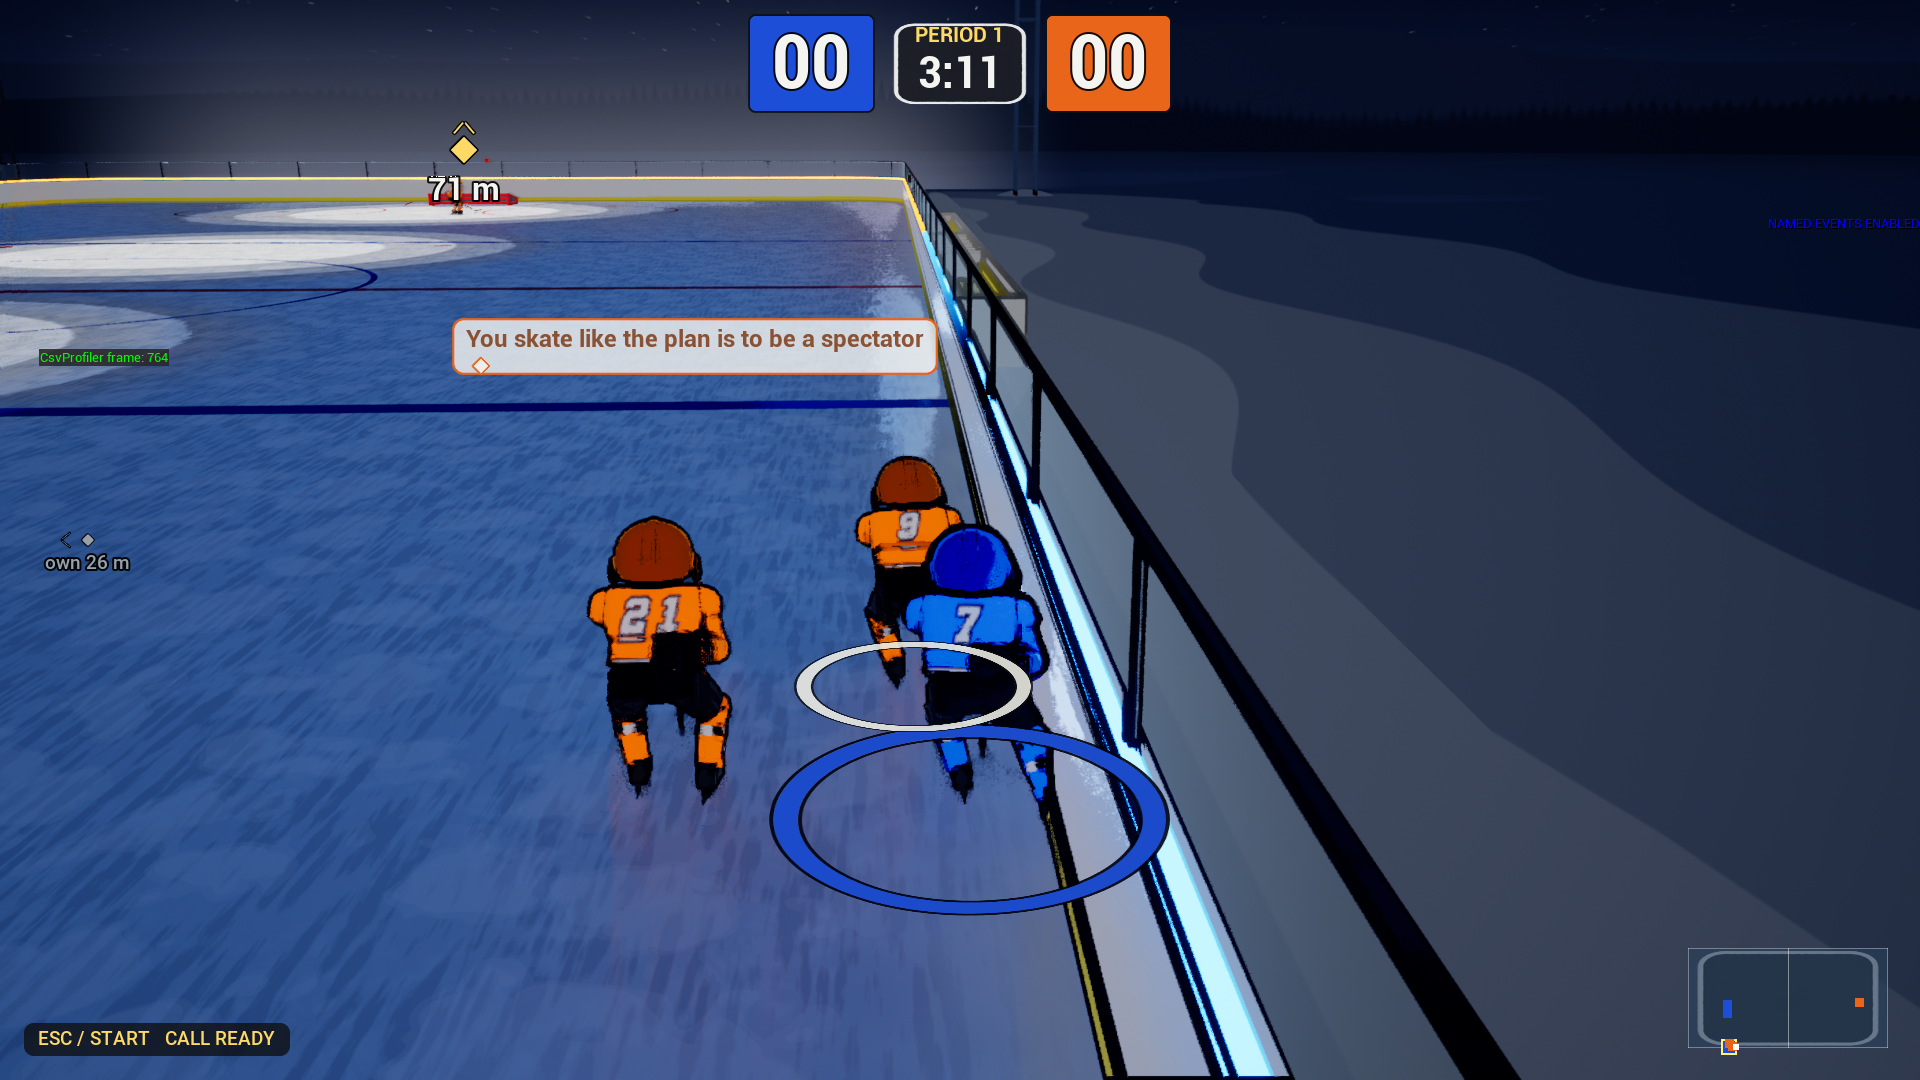 00
PERIOD 1
3:11
00
71 m
NAMED EVENTS ENABLED
You skate like the plan is to be a spectator
CsvProfiler frame: 764
9
21
7
own 26 m
ESC / START CALL READY